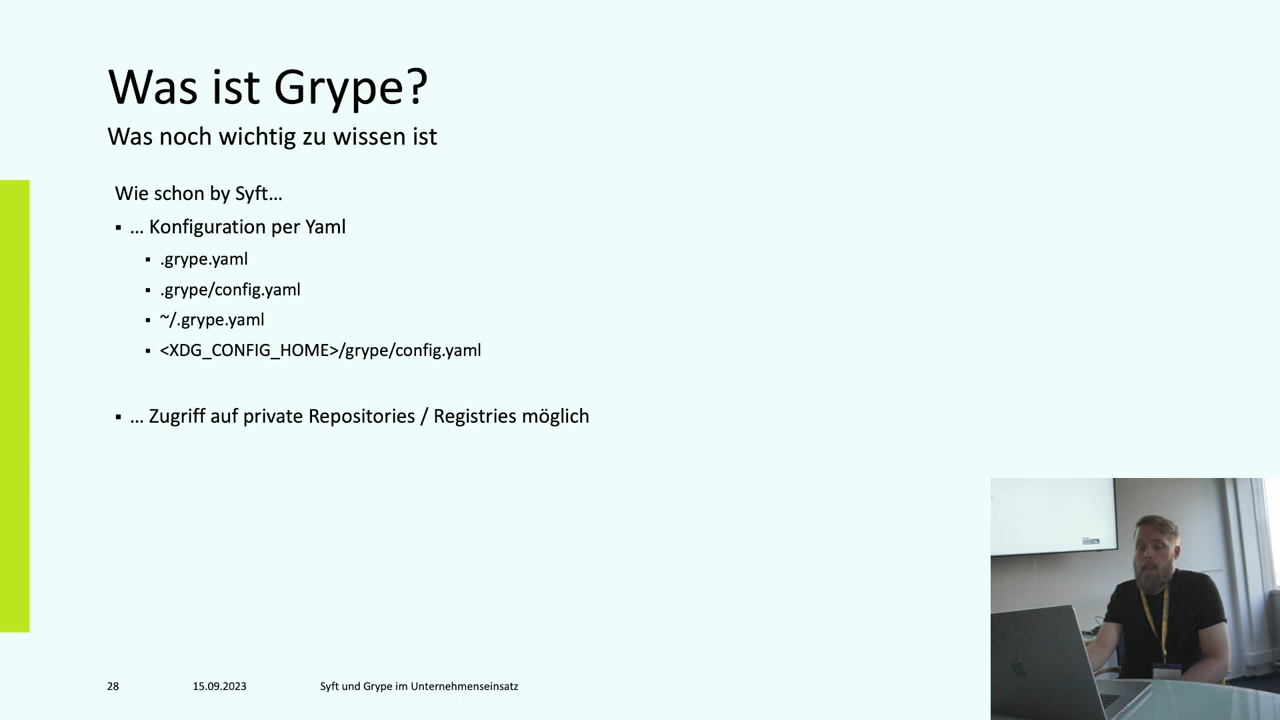 Was ist Grype?
Was noch wichtig zu wissen ist
Wie schon by Syft…
▪ … Konfiguration per Yaml
▪ .grype.yaml
▪ .grype/config.yaml
▪ ~/.grype.yaml
▪ <XDG_CONFIG_HOME>/grype/config.yaml
▪ … Zugriff auf private Repositories / Registries möglich
28 15.09.2023 Syft und Grype im Unternehmenseinsatz